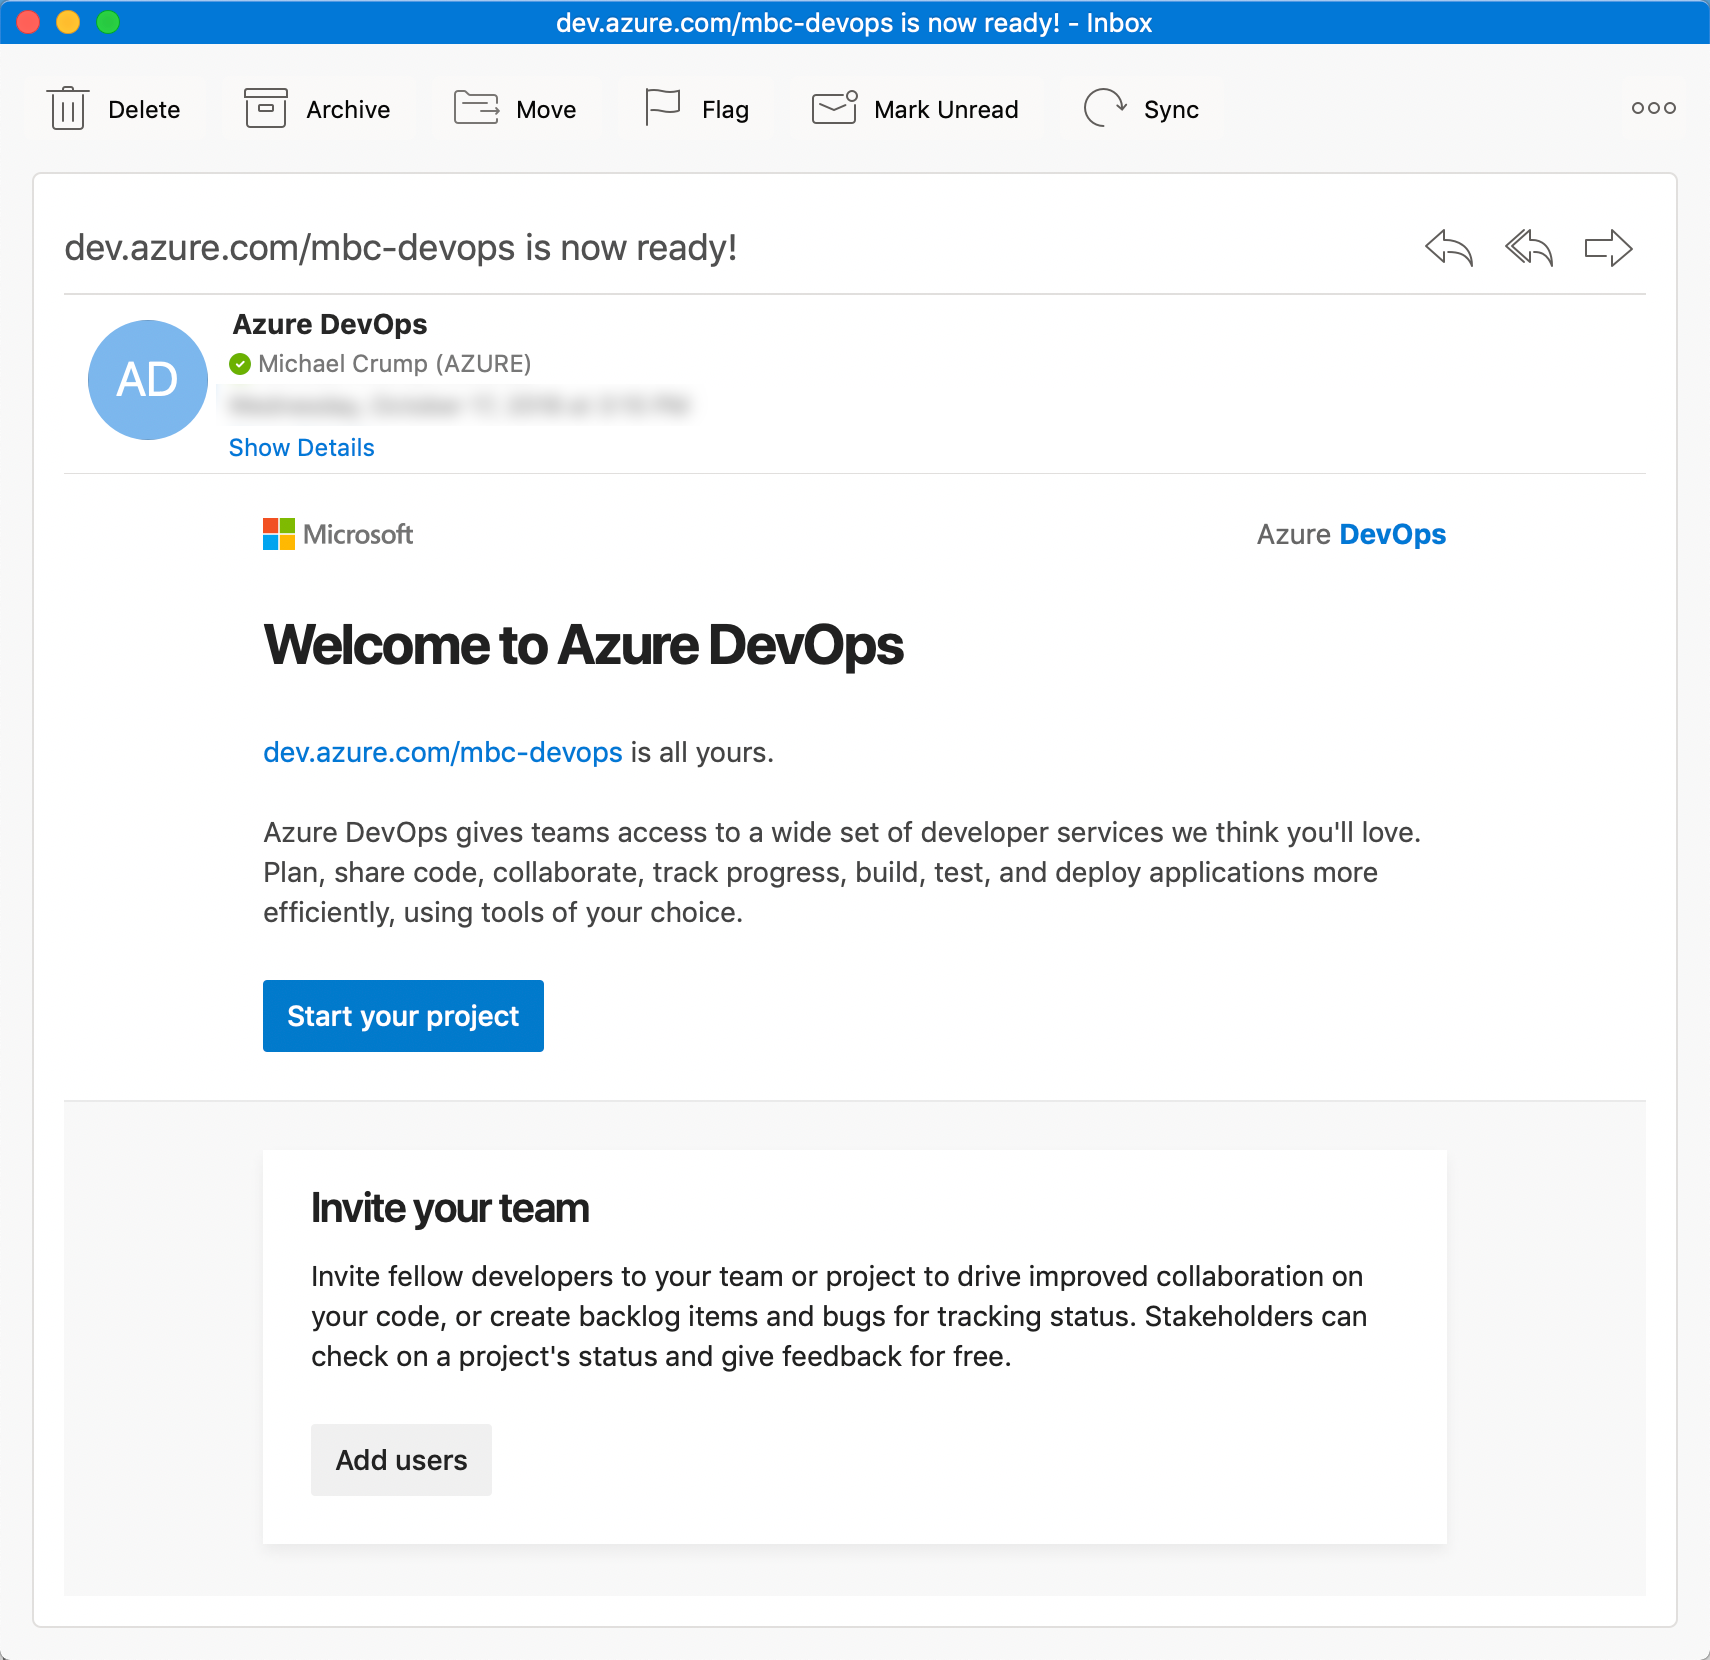 dev.azure.com/mbc-devops is now ready! - Inbox
Delete Archive Move Flag Mark Unread Sync
dev.azure.com/mbc-devops is now ready!
AD
Azure DevOps
Michael Crump (AZURE)
Show Details
Microsoft
Azure DevOps
Welcome to Azure DevOps
dev.azure.com/mbc-devops is all yours.
Azure DevOps gives teams access to a wide set of developer services we think you'll love.
Plan, share code, collaborate, track progress, build, test, and deploy applications more
efficiently, using tools of your choice.
Start your project
Invite your team
Invite fellow developers to your team or project to drive improved collaboration on
your code, or create backlog items and bugs for tracking status. Stakeholders can
check on a project's status and give feedback for free.
Add users